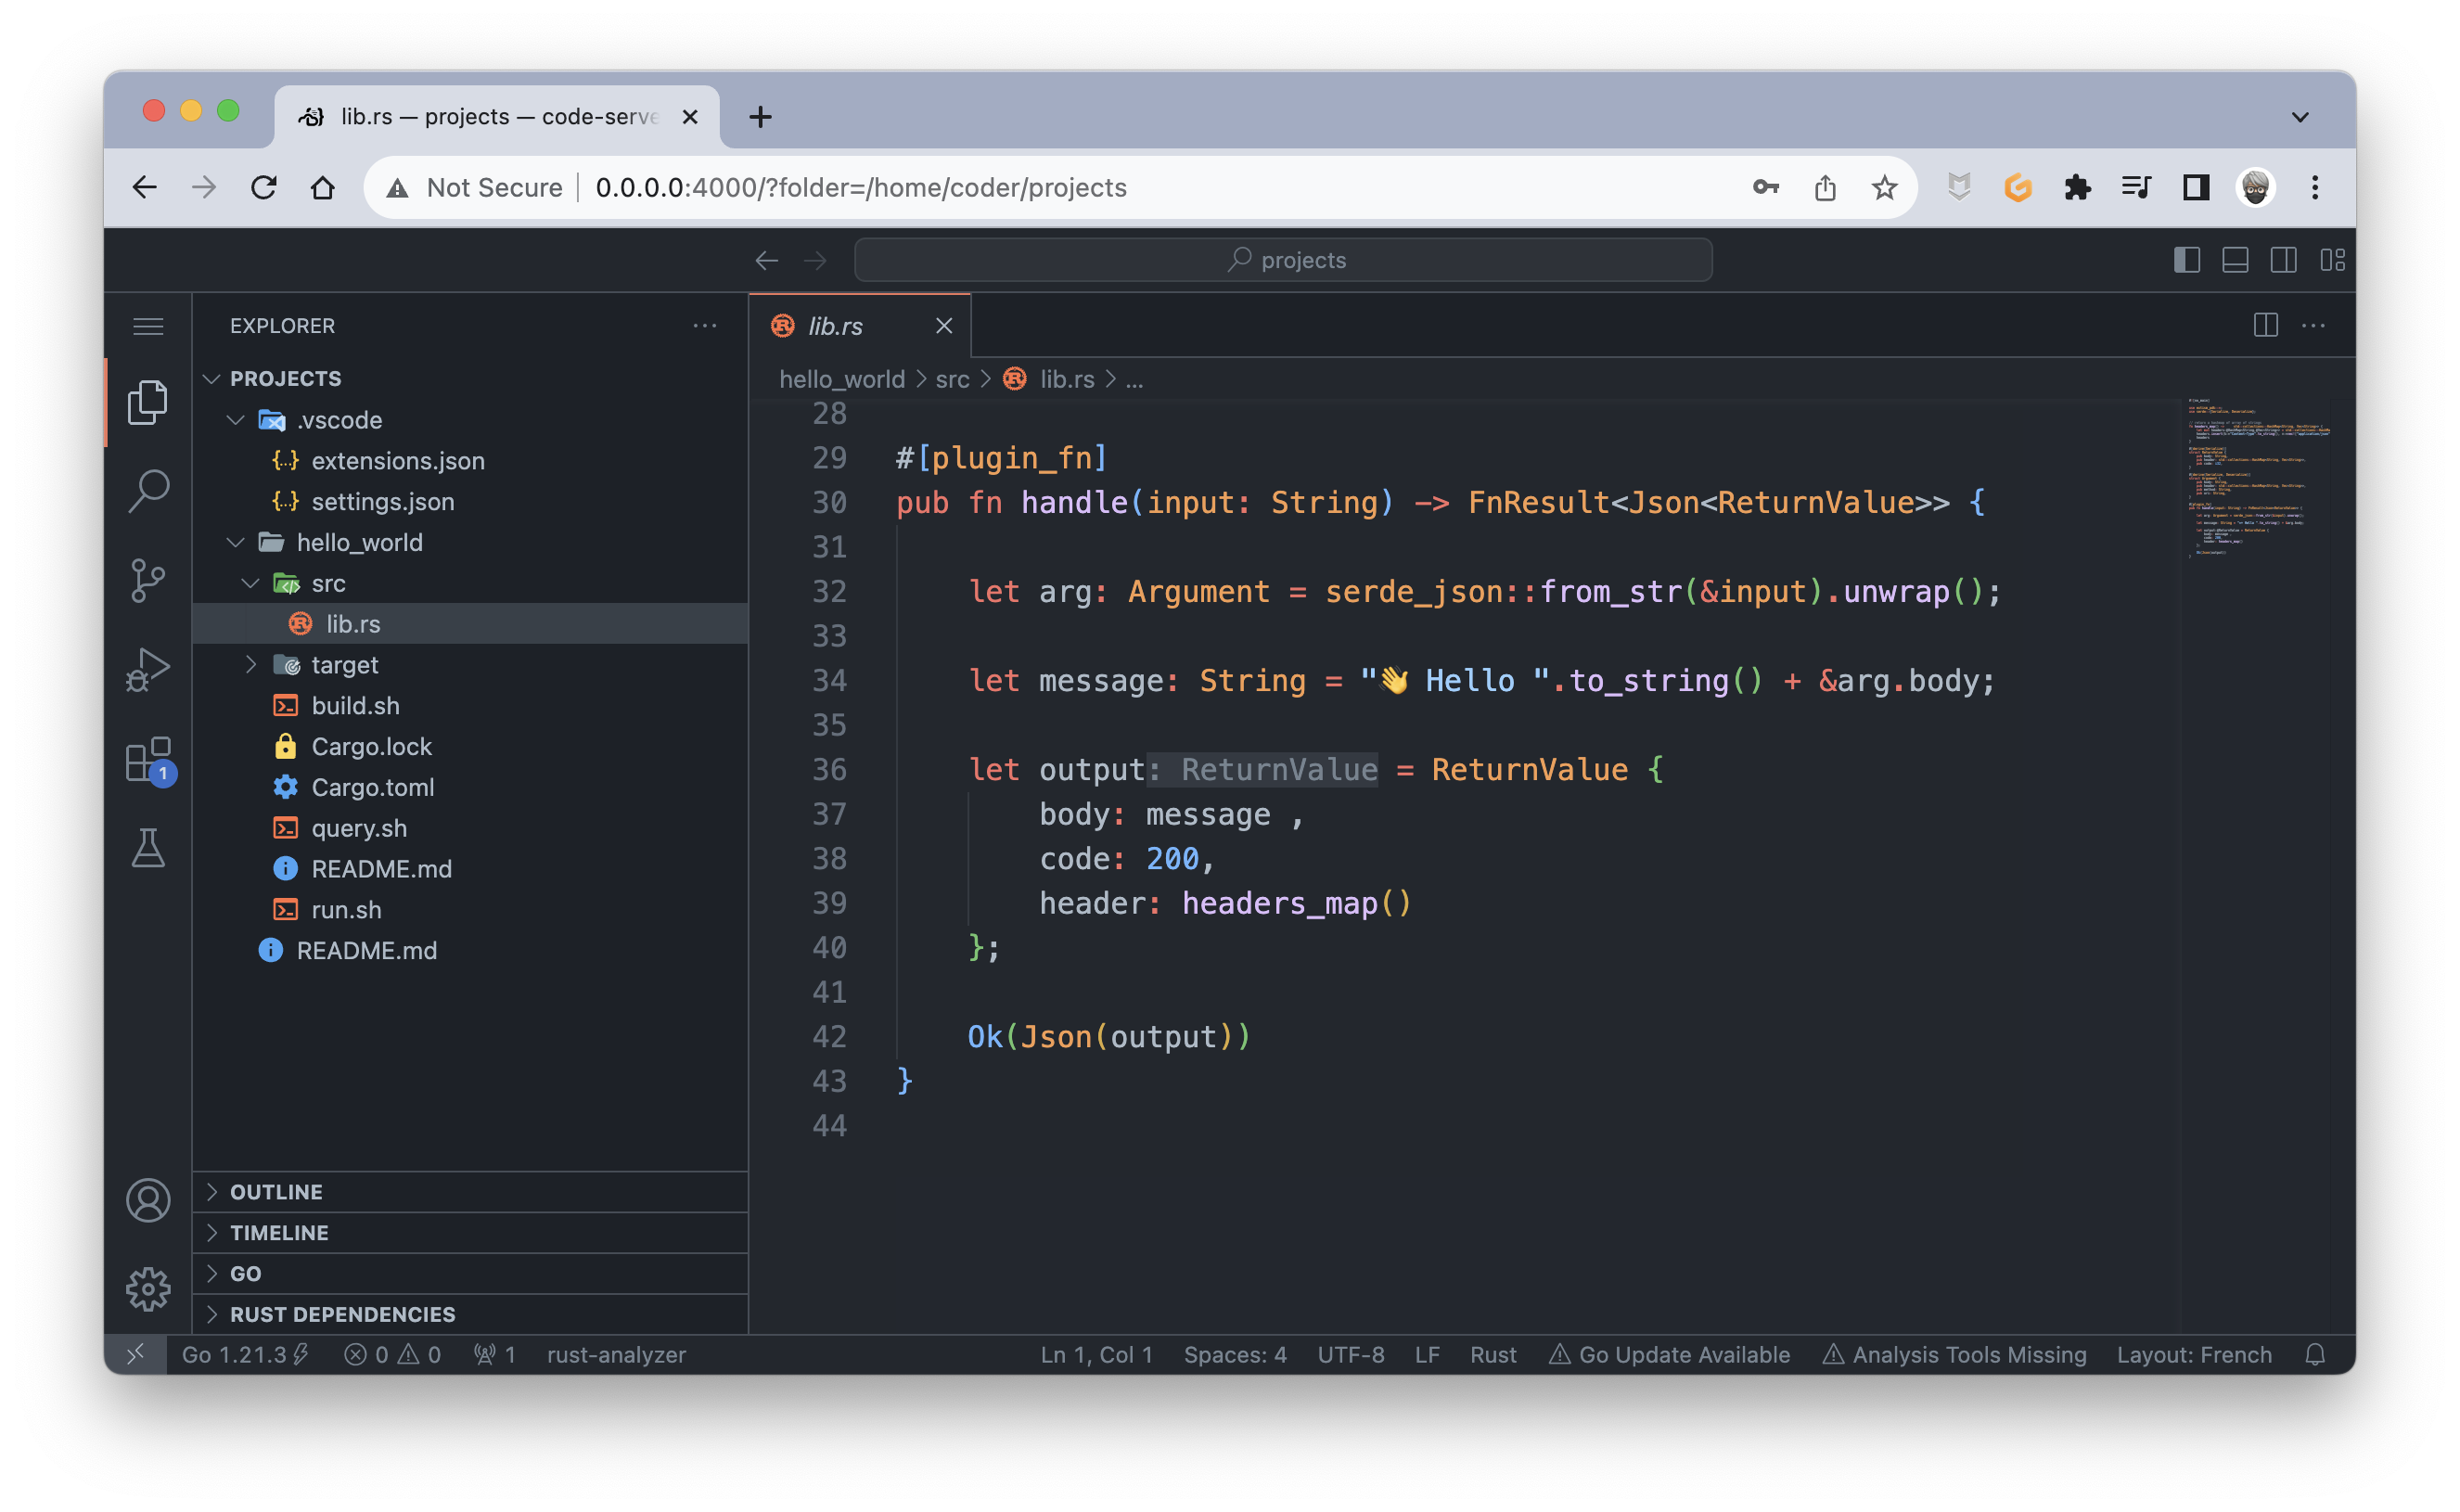 lib.rs — projects — code-serve
Not Secure 0.0.0.0:4000/?folder=/home/coder/projects
projects
EXPLORER
PROJECTS
.vscode
extensions.json
settings.json
hello_world
src
lib.rs
target
build.sh
Cargo.lock
Cargo.toml
query.sh
README.md
run.sh
README.md
OUTLINE
TIMELINE
GO
RUST DEPENDENCIES
1
lib.rs
hello_world > src > lib.rs > ...
28
29 #[plugin_fn]
30 pub fn handle(input: String) -> FnResult<Json<ReturnValue>> {
31
32 let arg: Argument = serde_json::from_str(&input).unwrap();
33
34 let message: String = "👋 Hello ".to_string() + &arg.body;
35
36 let output: ReturnValue = ReturnValue {
37 body: message ,
38 code: 200,
39 header: headers_map()
40 };
41
42 Ok(Json(output))
43 }
44
Go 1.21.3 0 0 1 rust-analyzer Ln 1, Col 1 Spaces: 4 UTF-8 LF Rust Go Update Available Analysis Tools Missing Layout: French